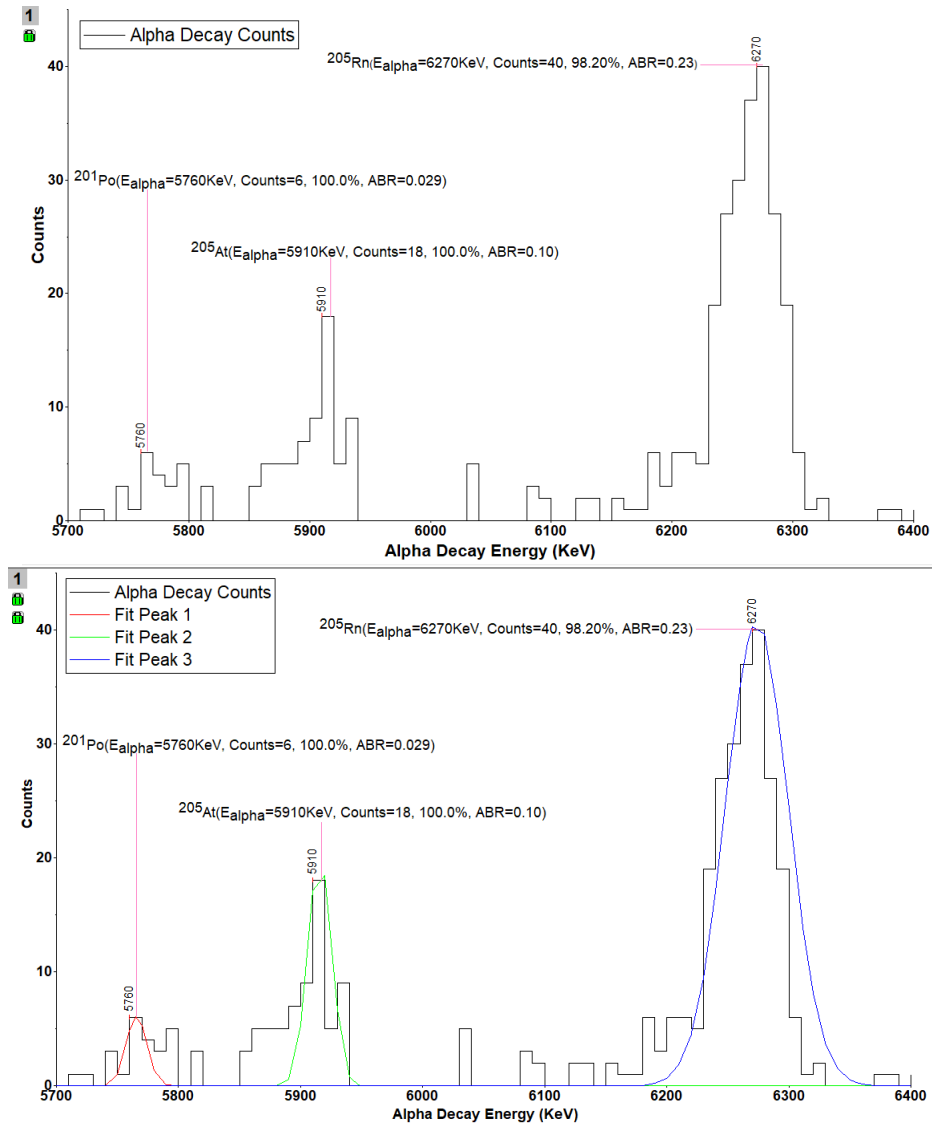 1
Alpha Decay Counts
205Rn(Ealpha=6270KeV, Counts=40, 98.20%, ABR=0.23)
6270
201Po(Ealpha=5760KeV, Counts=6, 100.0%, ABR=0.029)
205At(Ealpha=5910KeV, Counts=18, 100.0%, ABR=0.10)
5910
5760
Counts
40
30
20
10
0
5700 5800 5900 6000 6100 6200 6300 6400
Alpha Decay Energy (KeV)
1
Alpha Decay Counts
Fit Peak 1
Fit Peak 2
Fit Peak 3
205Rn(Ealpha=6270KeV, Counts=40, 98.20%, ABR=0.23)
6270
201Po(Ealpha=5760KeV, Counts=6, 100.0%, ABR=0.029)
205At(Ealpha=5910KeV, Counts=18, 100.0%, ABR=0.10)
5910
5760
Counts
40
30
20
10
0
5700 5800 5900 6000 6100 6200 6300 6400
Alpha Decay Energy (KeV)